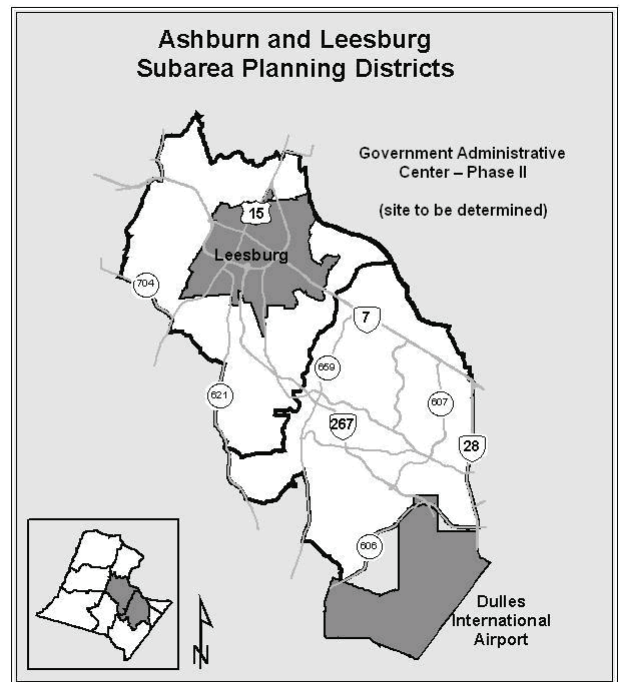 Ashburn and Leesburg
Subarea Planning Districts
Government Administrative
Center – Phase II
(site to be determined)
15
Leesburg
704
7
659
621
607
267
28
606
Dulles
International
Airport
N